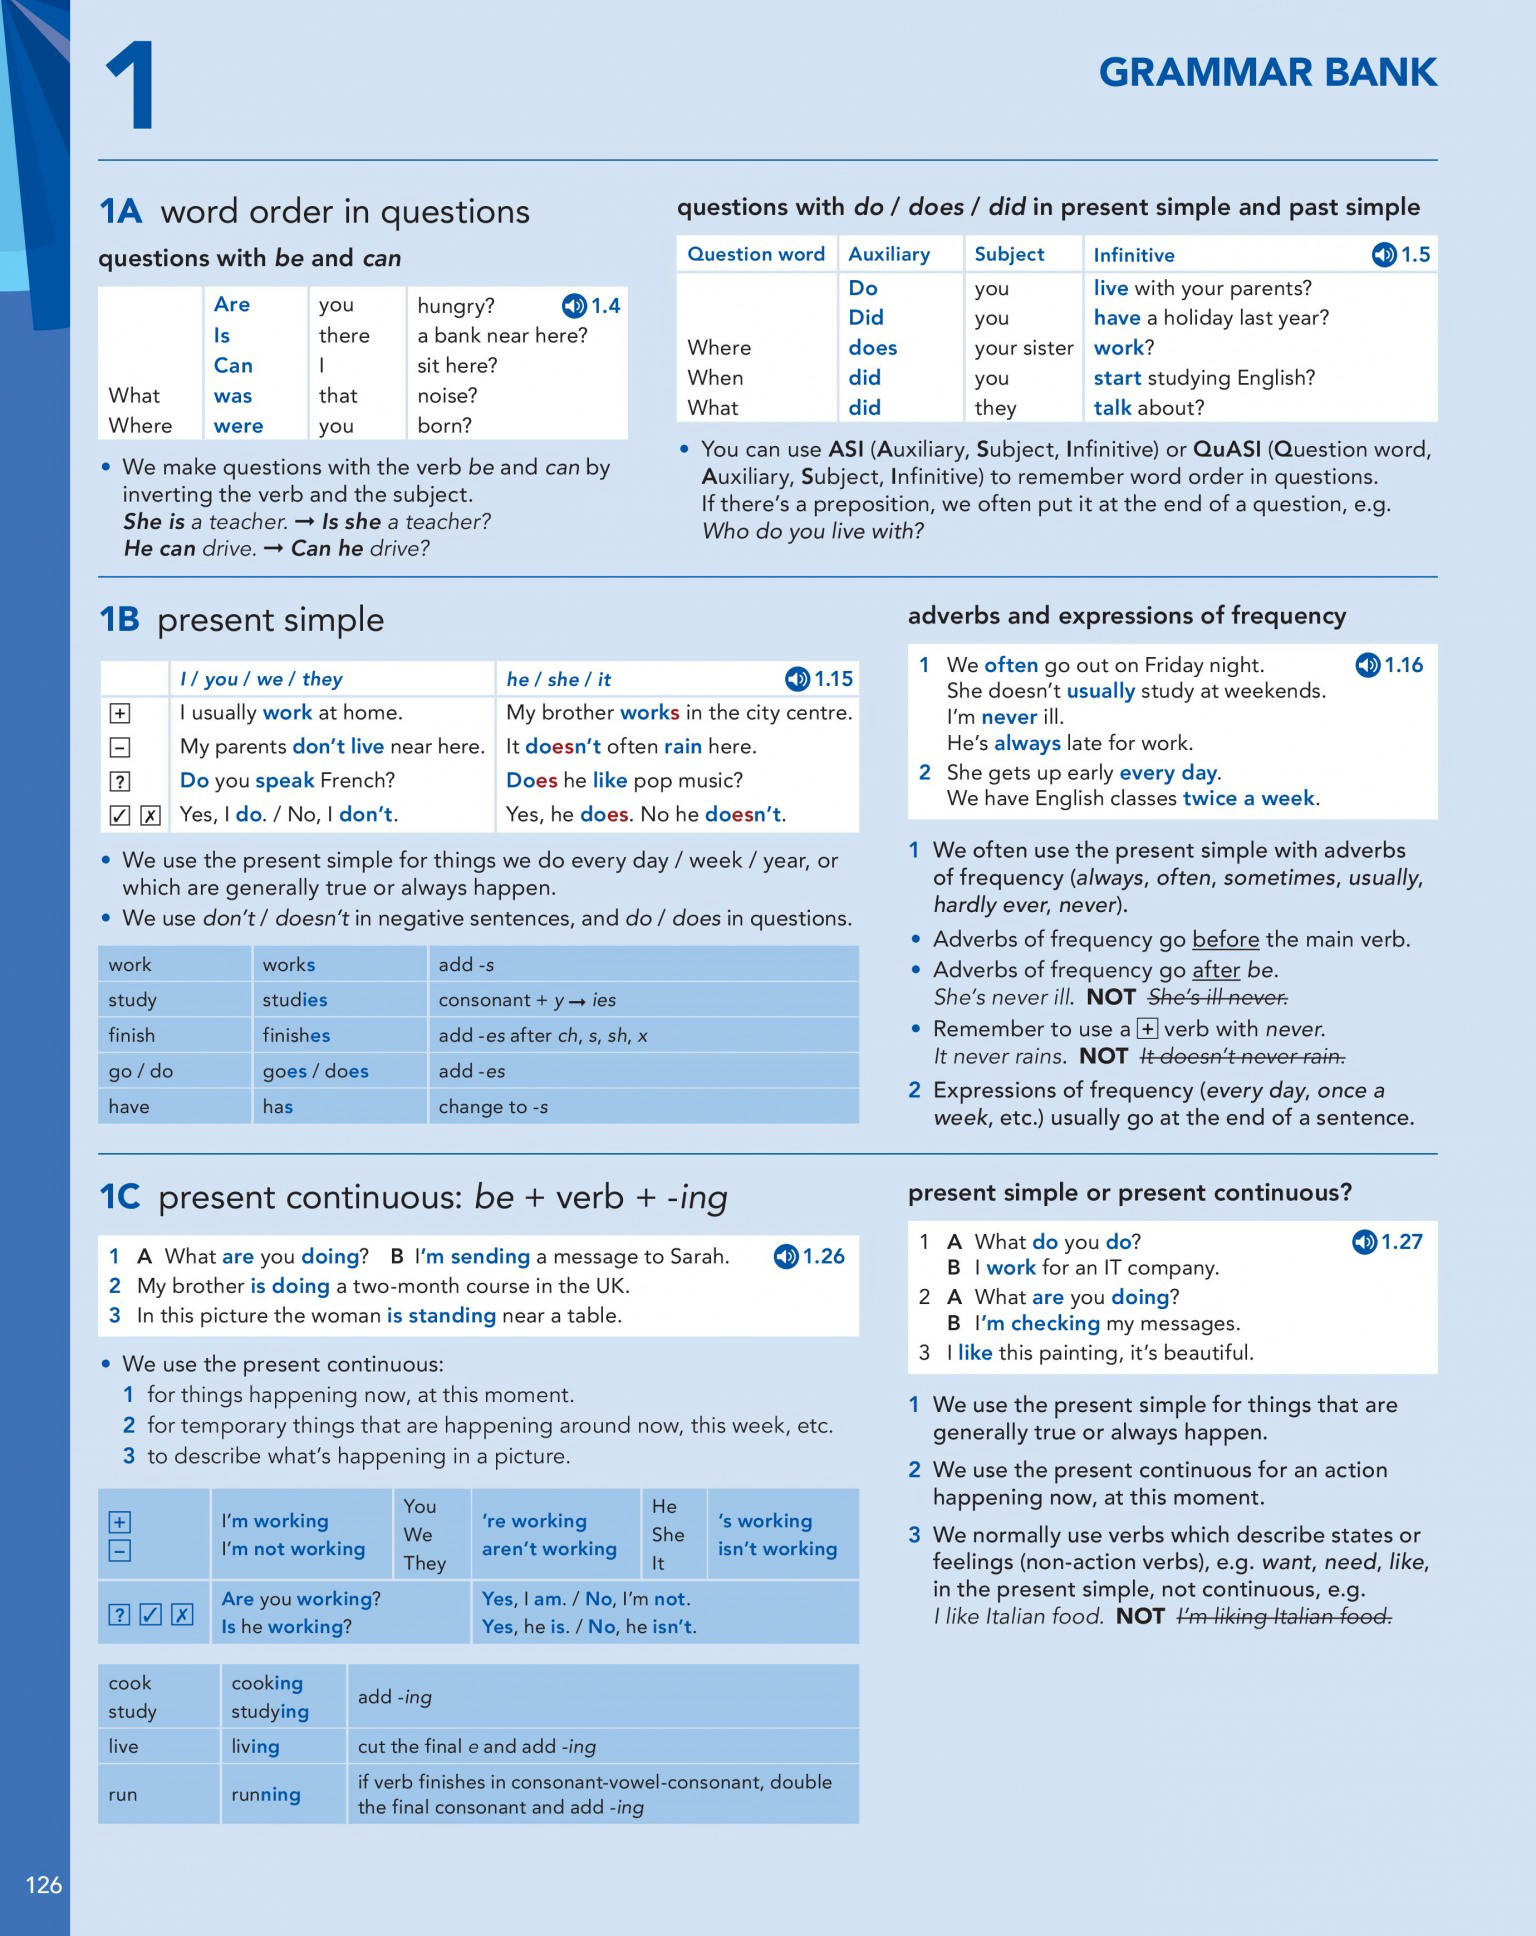 1
GRAMMAR BANK
1A word order in questions
questions with be and can
Are you hungry? 1.4
Is there a bank near here?
Can I sit here?
What was that noise?
Where were you born?
• We make questions with the verb be and can by
inverting the verb and the subject.
She is a teacher. → Is she a teacher?
He can drive. → Can he drive?
questions with do / does / did in present simple and past simple
Question word Auxiliary Subject Infinitive 1.5
Do you live with your parents?
Did you have a holiday last year?
Where does your sister work?
When did you start studying English?
What did they talk about?
• You can use ASI (Auxiliary, Subject, Infinitive) or QuASI (Question word,
Auxiliary, Subject, Infinitive) to remember word order in questions.
If there's a preposition, we often put it at the end of a question, e.g.
Who do you live with?
1B present simple
I / you / we / they he / she / it 1.15
+ I usually work at home. My brother works in the city centre.
− My parents don't live near here. It doesn't often rain here.
? Do you speak French? Does he like pop music?
✓ ✗ Yes, I do. / No, I don't. Yes, he does. No he doesn't.
• We use the present simple for things we do every day / week / year, or
which are generally true or always happen.
• We use don't / doesn't in negative sentences, and do / does in questions.
work works add -s
study studies consonant + y → ies
finish finishes add -es after ch, s, sh, x
go / do goes / does add -es
have has change to -s
adverbs and expressions of frequency
1 We often go out on Friday night. 1.16
She doesn't usually study at weekends.
I'm never ill.
He's always late for work.
2 She gets up early every day.
We have English classes twice a week.
1 We often use the present simple with adverbs
of frequency (always, often, sometimes, usually,
hardly ever, never).
• Adverbs of frequency go before the main verb.
• Adverbs of frequency go after be.
She's never ill. NOT She's ill never.
• Remember to use a + verb with never.
It never rains. NOT It doesn't never rain.
2 Expressions of frequency (every day, once a
week, etc.) usually go at the end of a sentence.
1C present continuous: be + verb + -ing
1 A What are you doing? B I'm sending a message to Sarah. 1.26
2 My brother is doing a two-month course in the UK.
3 In this picture the woman is standing near a table.
• We use the present continuous:
1 for things happening now, at this moment.
2 for temporary things that are happening around now, this week, etc.
3 to describe what's happening in a picture.
You He
+ I'm working We 're working She 's working
− I'm not working They aren't working It isn't working
? ✓ ✗ Are you working? Yes, I am. / No, I'm not.
Is he working? Yes, he is. / No, he isn't.
cook cooking add -ing
study studying
live living cut the final e and add -ing
run running if verb finishes in consonant-vowel-consonant, double
the final consonant and add -ing
present simple or present continuous?
1 A What do you do? 1.27
B I work for an IT company.
2 A What are you doing?
B I'm checking my messages.
3 I like this painting, it's beautiful.
1 We use the present simple for things that are
generally true or always happen.
2 We use the present continuous for an action
happening now, at this moment.
3 We normally use verbs which describe states or
feelings (non-action verbs), e.g. want, need, like,
in the present simple, not continuous, e.g.
I like Italian food. NOT I'm liking Italian food.
126